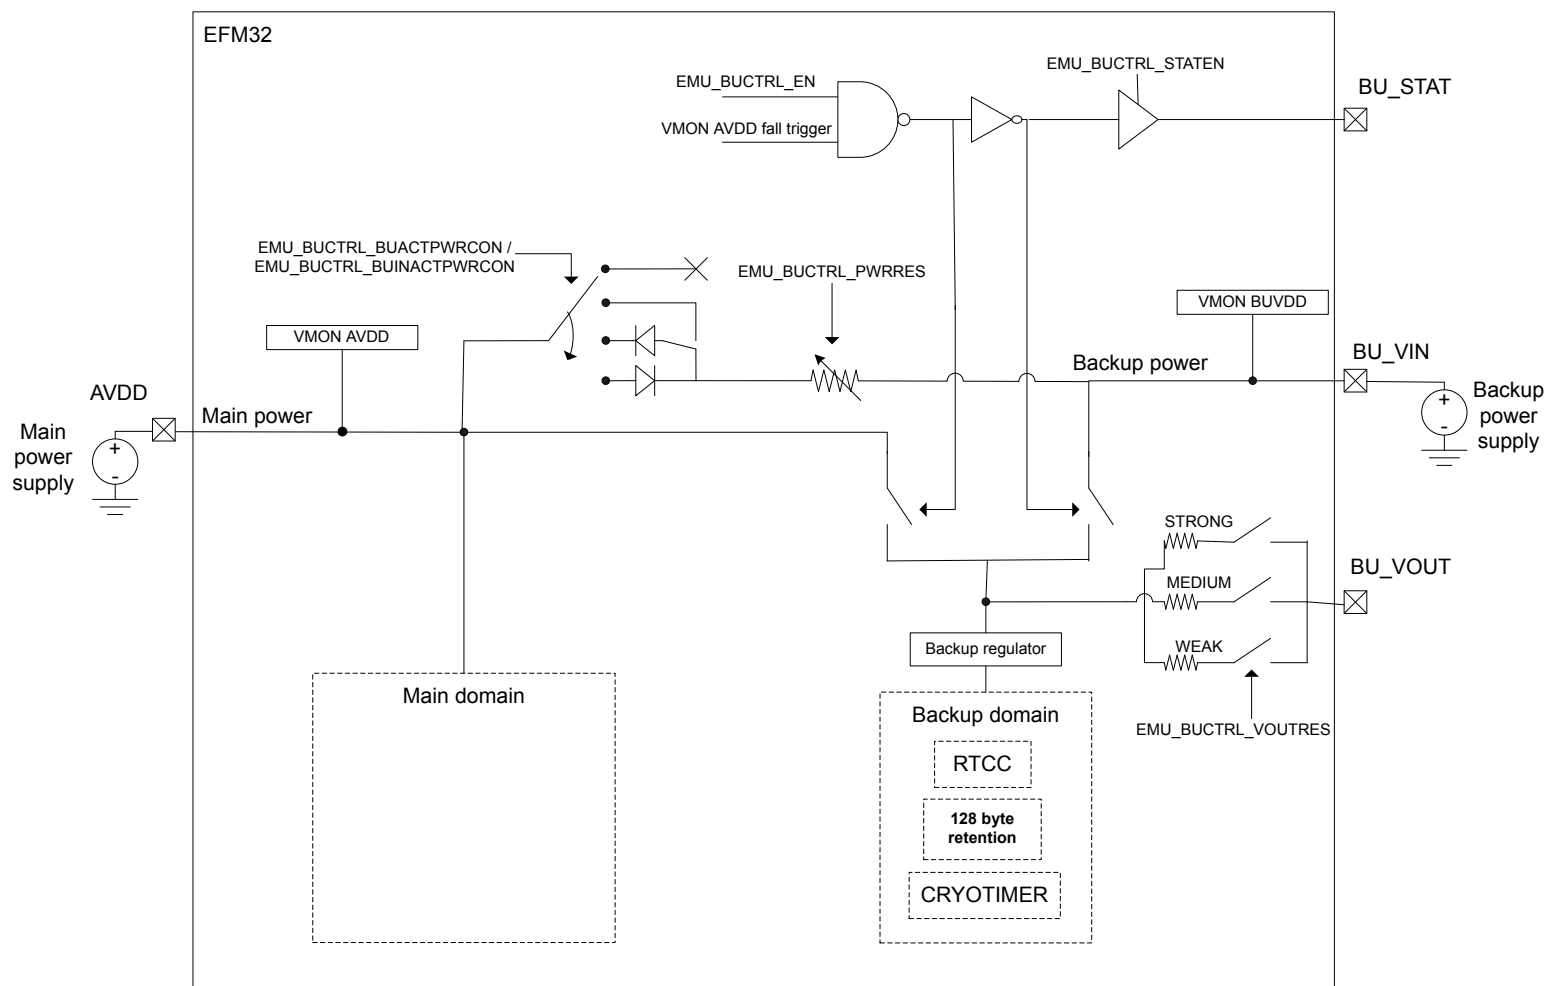 EFM32
EMU_BUCTRL_STATEN
EMU_BUCTRL_EN
BU_STAT
VMON AVDD fall trigger
EMU_BUCTRL_BUACTPWRCON /
EMU_BUCTRL_BUINACTPWRCON
EMU_BUCTRL_PWRRES
VMON BUVDD
VMON AVDD
BU_VIN
Backup power
AVDD
Main power
Main
power
supply
+
-
Backup
power
supply
+
-
STRONG
BU_VOUT
MEDIUM
WEAK
Backup regulator
Main domain
Backup domain
EMU_BUCTRL_VOUTRES
RTCC
128 byte
retention
CRYOTIMER